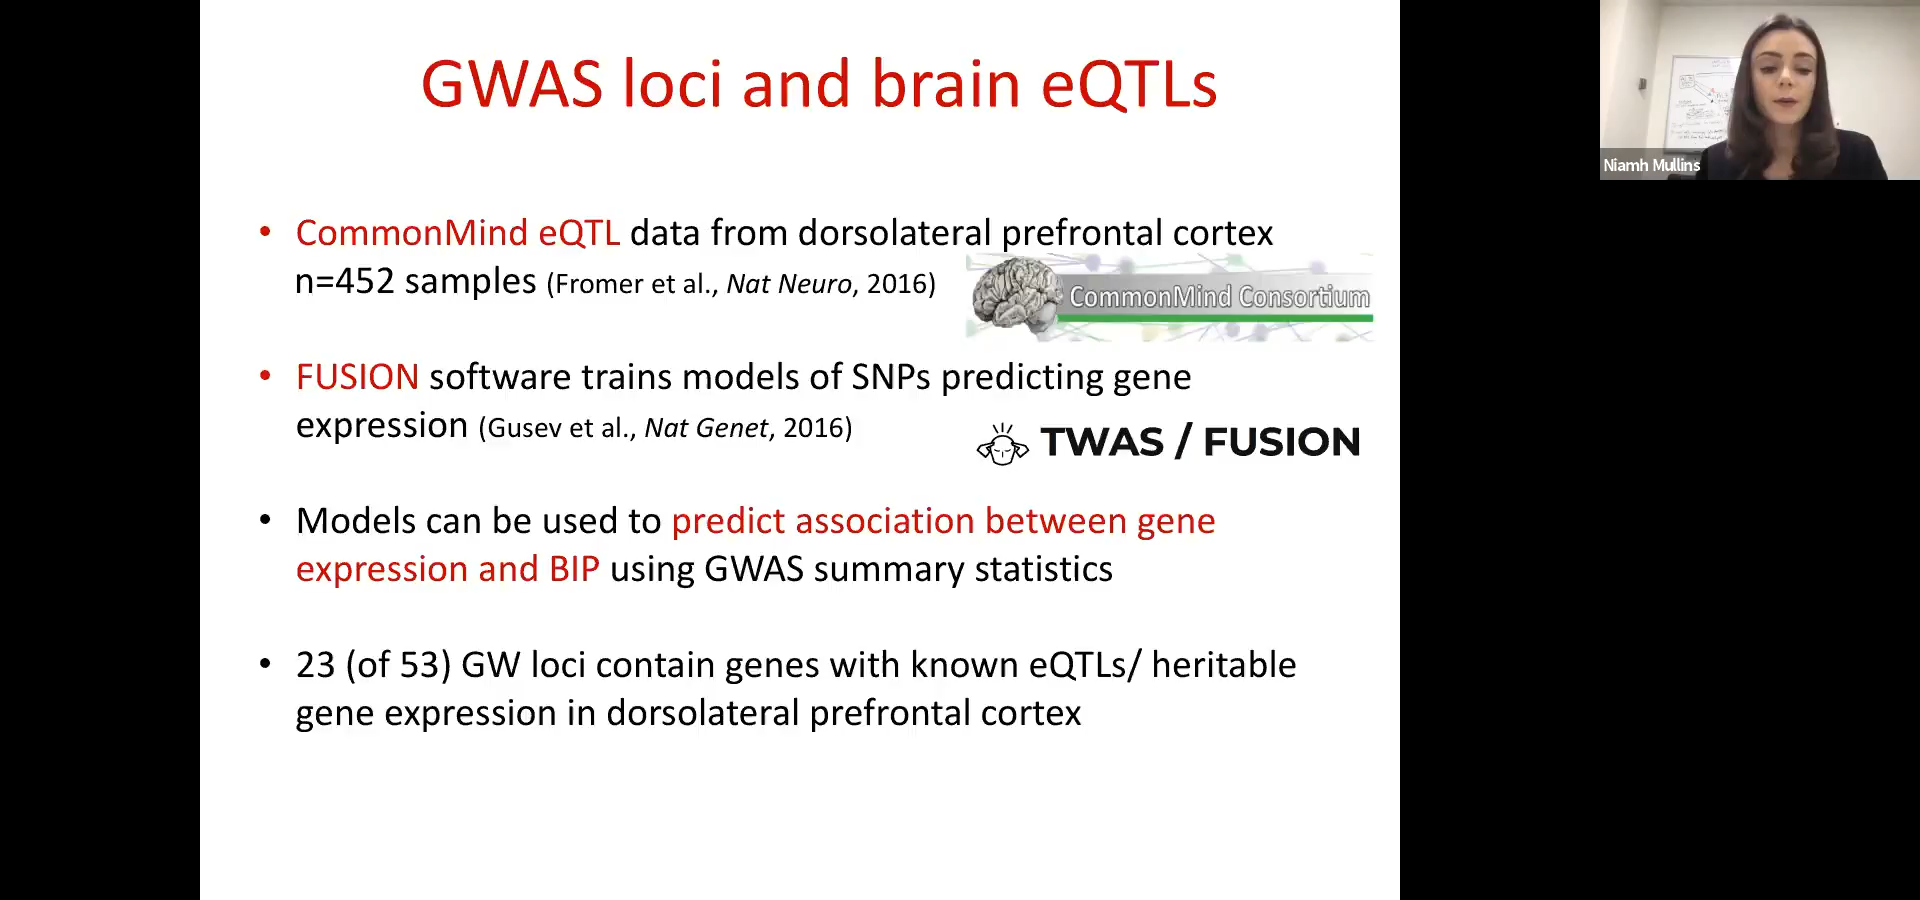 GWAS loci and brain eQTLs
• CommonMind eQTL data from dorsolateral prefrontal cortex
n=452 samples (Fromer et al., Nat Neuro, 2016)
CommonMind Consortium
• FUSION software trains models of SNPs predicting gene
expression (Gusev et al., Nat Genet, 2016)
TWAS / FUSION
• Models can be used to predict association between gene
expression and BIP using GWAS summary statistics
• 23 (of 53) GW loci contain genes with known eQTLs/ heritable
gene expression in dorsolateral prefrontal cortex
Niamh Mullins